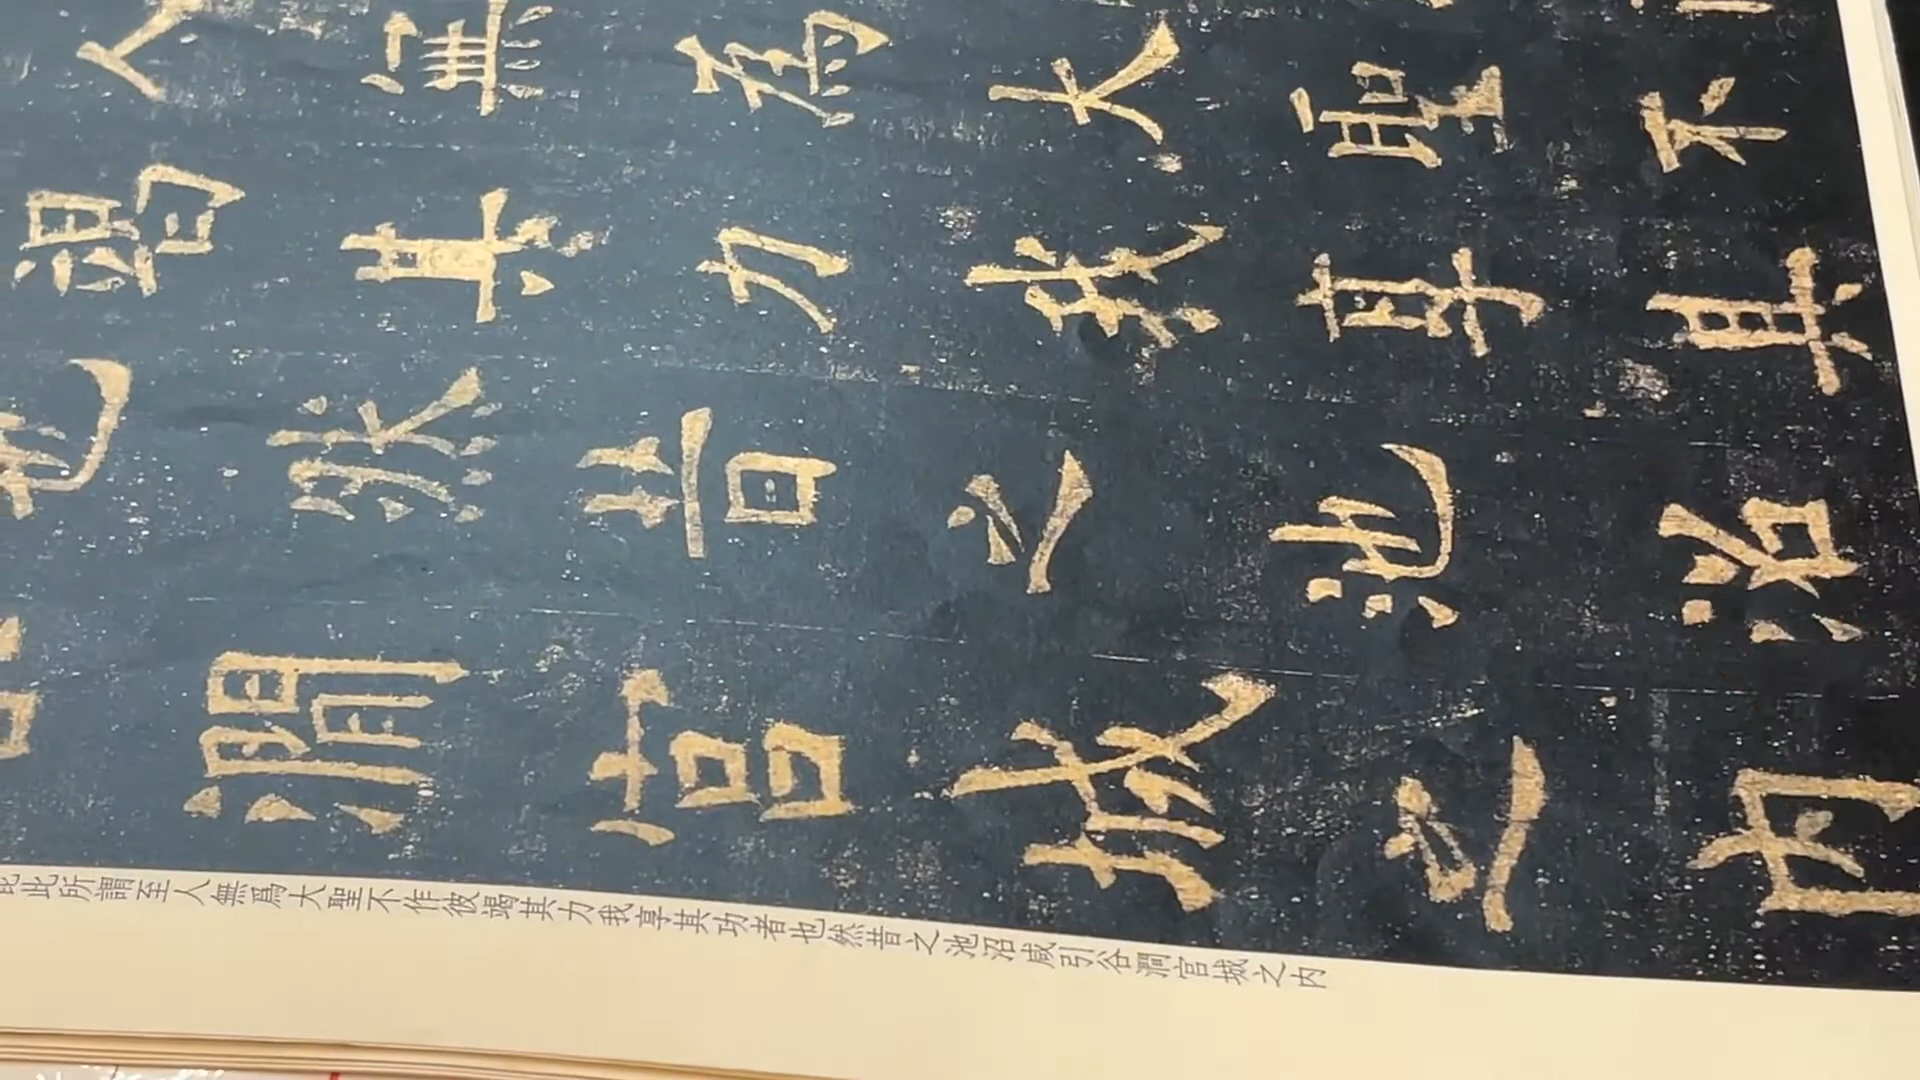 人無爲大聖不
竭其力我享其
也然昔之池沼
谷澗宮城之内
比此所謂至人無爲大聖不作彼竭其力我享其功者也然昔之池沼咸引谷澗宮城之内